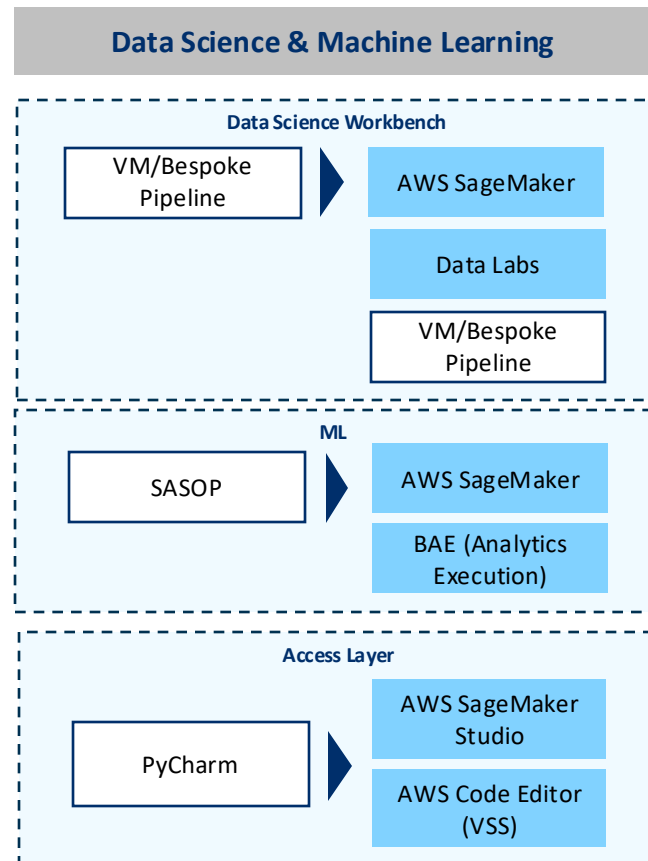 Data Science & Machine Learning
Data Science Workbench
VM/Bespoke
Pipeline
AWS SageMaker
Data Labs
VM/Bespoke
Pipeline
ML
SASOP
AWS SageMaker
BAE (Analytics
Execution)
Access Layer
PyCharm
AWS SageMaker
Studio
AWS Code Editor
(VSS)